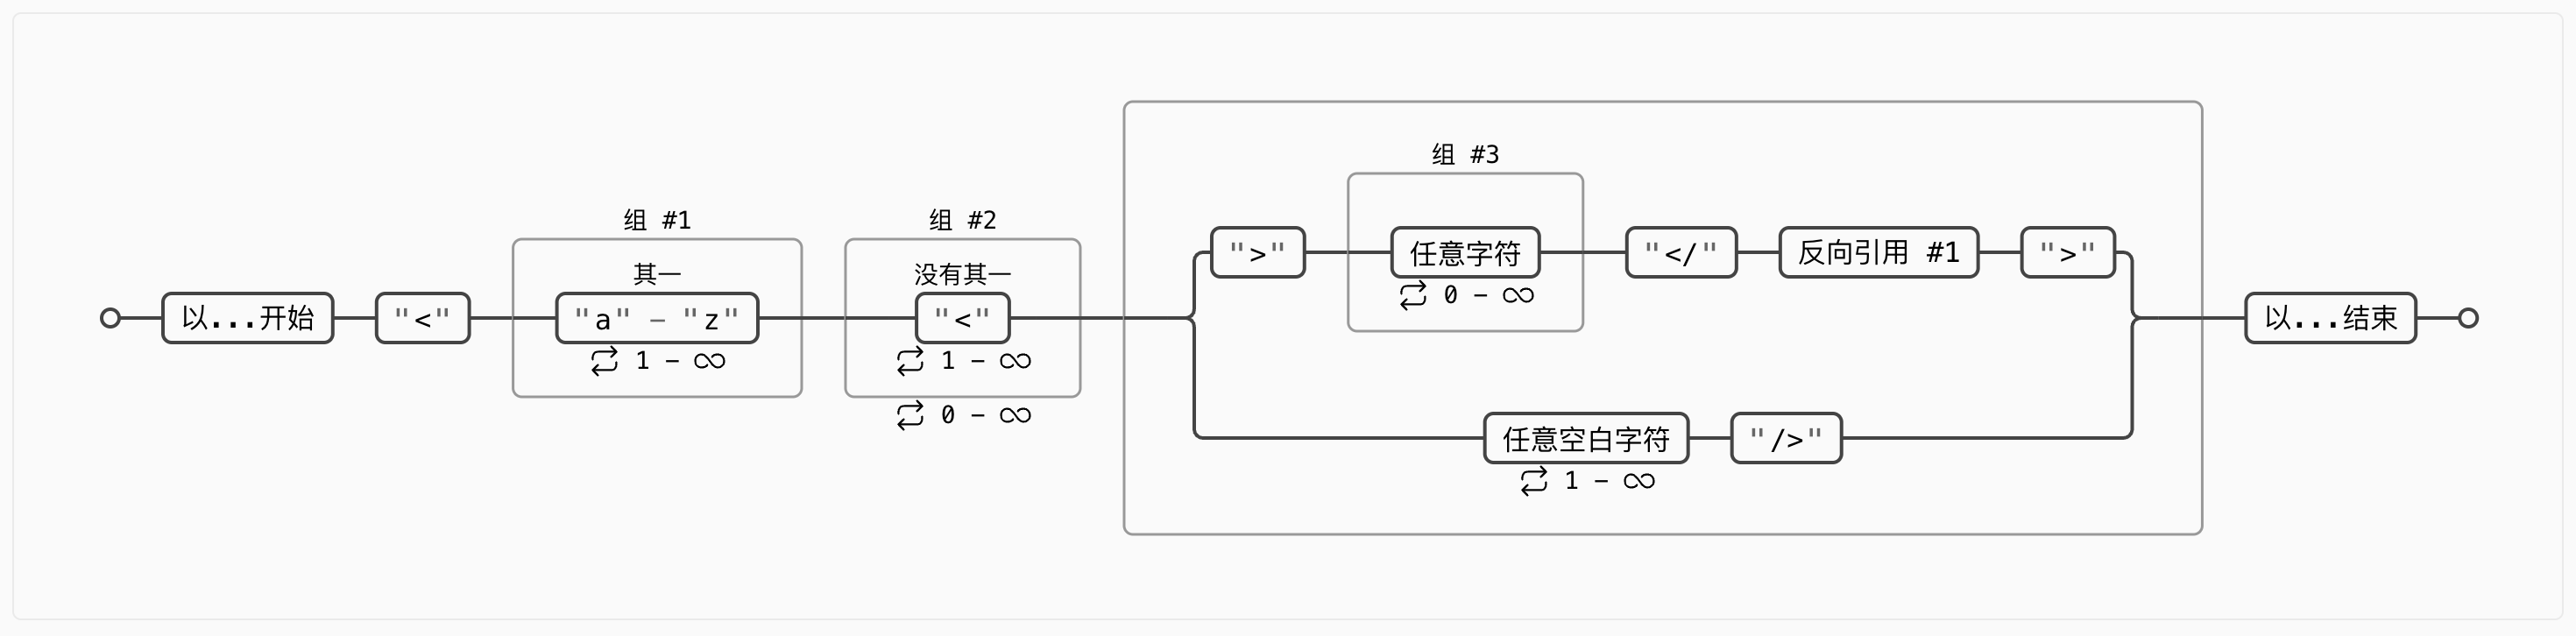 组 #3
组 #1
组 #2
">"
任意字符
"</"
反向引用 #1
">"
0 - ∞
其一
没有其一
以...开始
"<"
"a" - "z"
"<"
以...结束
1 - ∞
1 - ∞
0 - ∞
任意空白字符
"/>"
1 - ∞